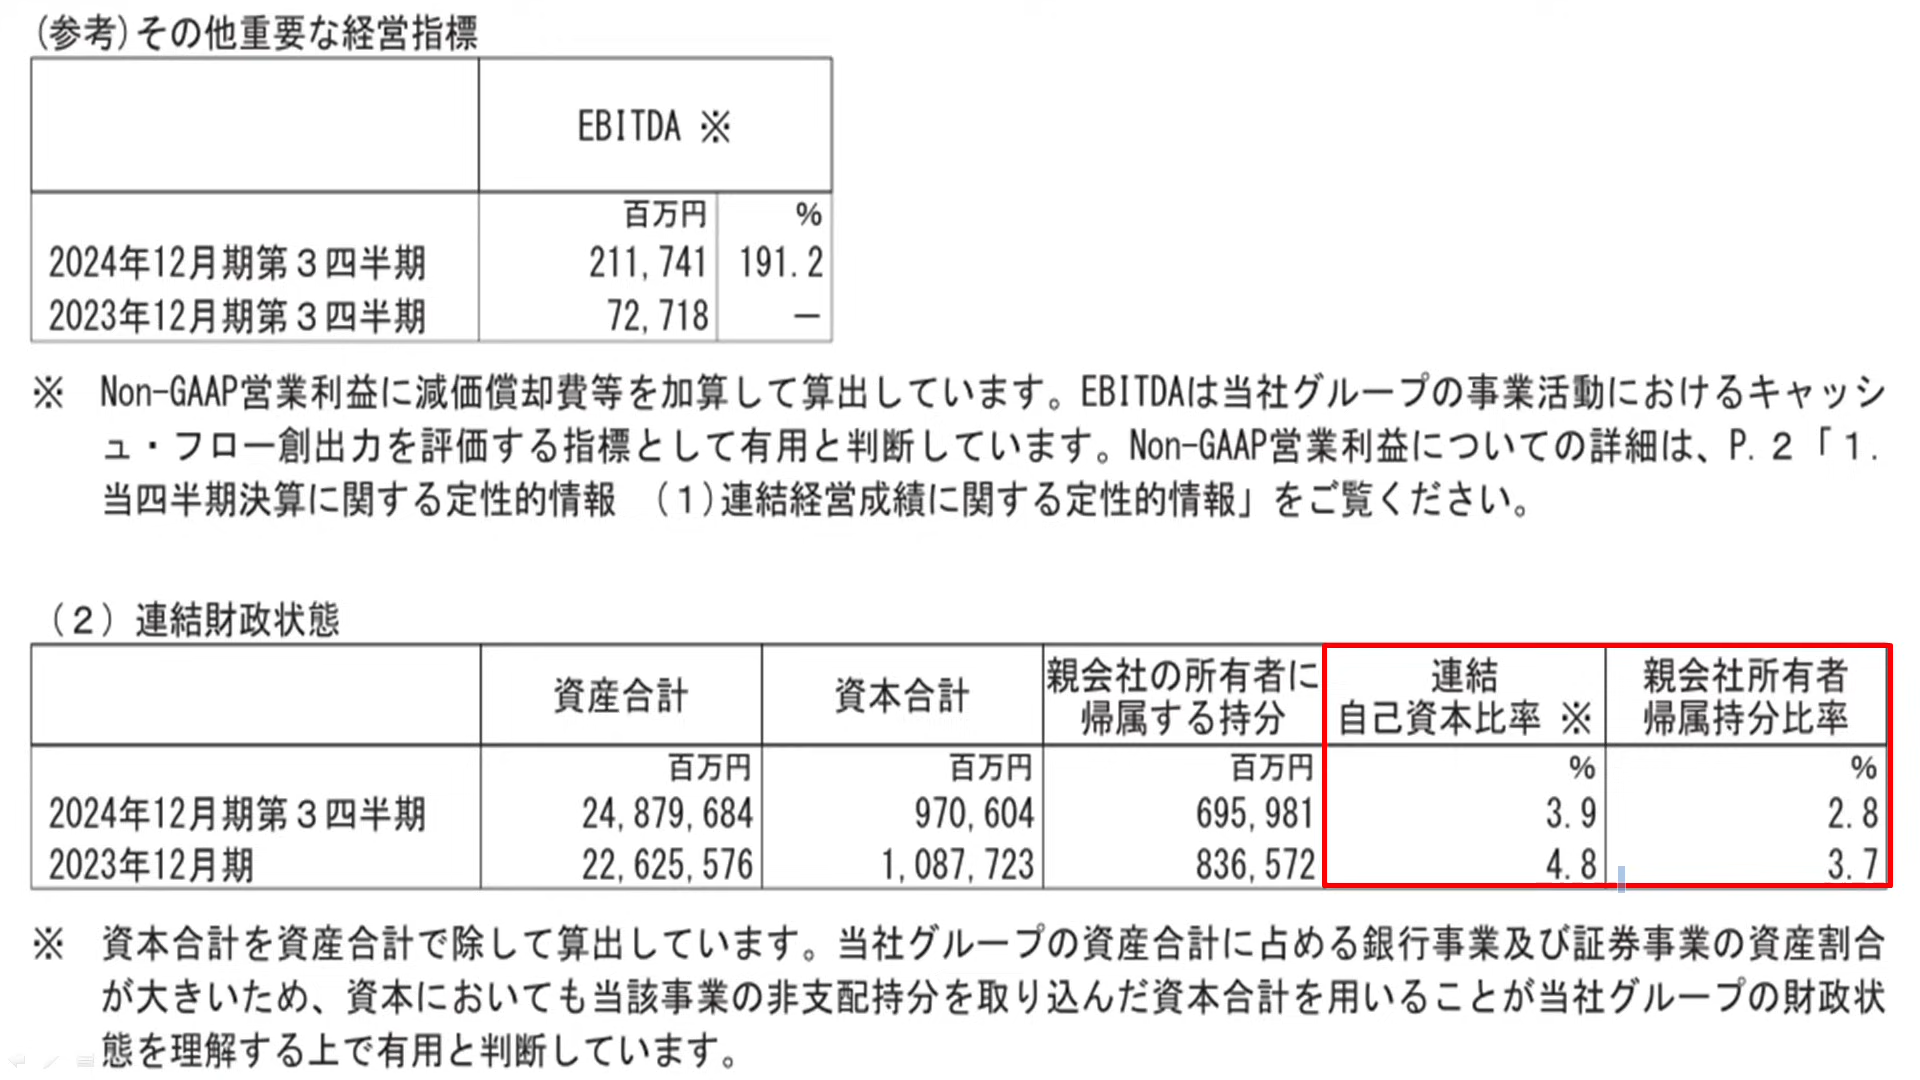 (参考)その他重要な経営指標
EBITDA ※
百万円 %
2024年12月期第３四半期 211,741 191.2
2023年12月期第３四半期 72,718 －
※ Non-GAAP営業利益に減価償却費等を加算して算出しています。EBITDAは当社グループの事業活動におけるキャッシ
ュ・フロー創出力を評価する指標として有用と判断しています。Non-GAAP営業利益についての詳細は、P.２「１.
当四半期決算に関する定性的情報 （１)連結経営成績に関する定性的情報」をご覧ください。
（２）連結財政状態
資産合計 資本合計 親会社の所有者に
帰属する持分 連結
自己資本比率 ※ 親会社所有者
帰属持分比率
百万円 百万円 百万円 % %
2024年12月期第３四半期 24,879,684 970,604 695,981 3.9 2.8
2023年12月期 22,625,576 1,087,723 836,572 4.8 3.7
※ 資本合計を資産合計で除して算出しています。当社グループの資産合計に占める銀行事業及び証券事業の資産割合
が大きいため、資本においても当該事業の非支配持分を取り込んだ資本合計を用いることが当社グループの財政状
態を理解する上で有用と判断しています。